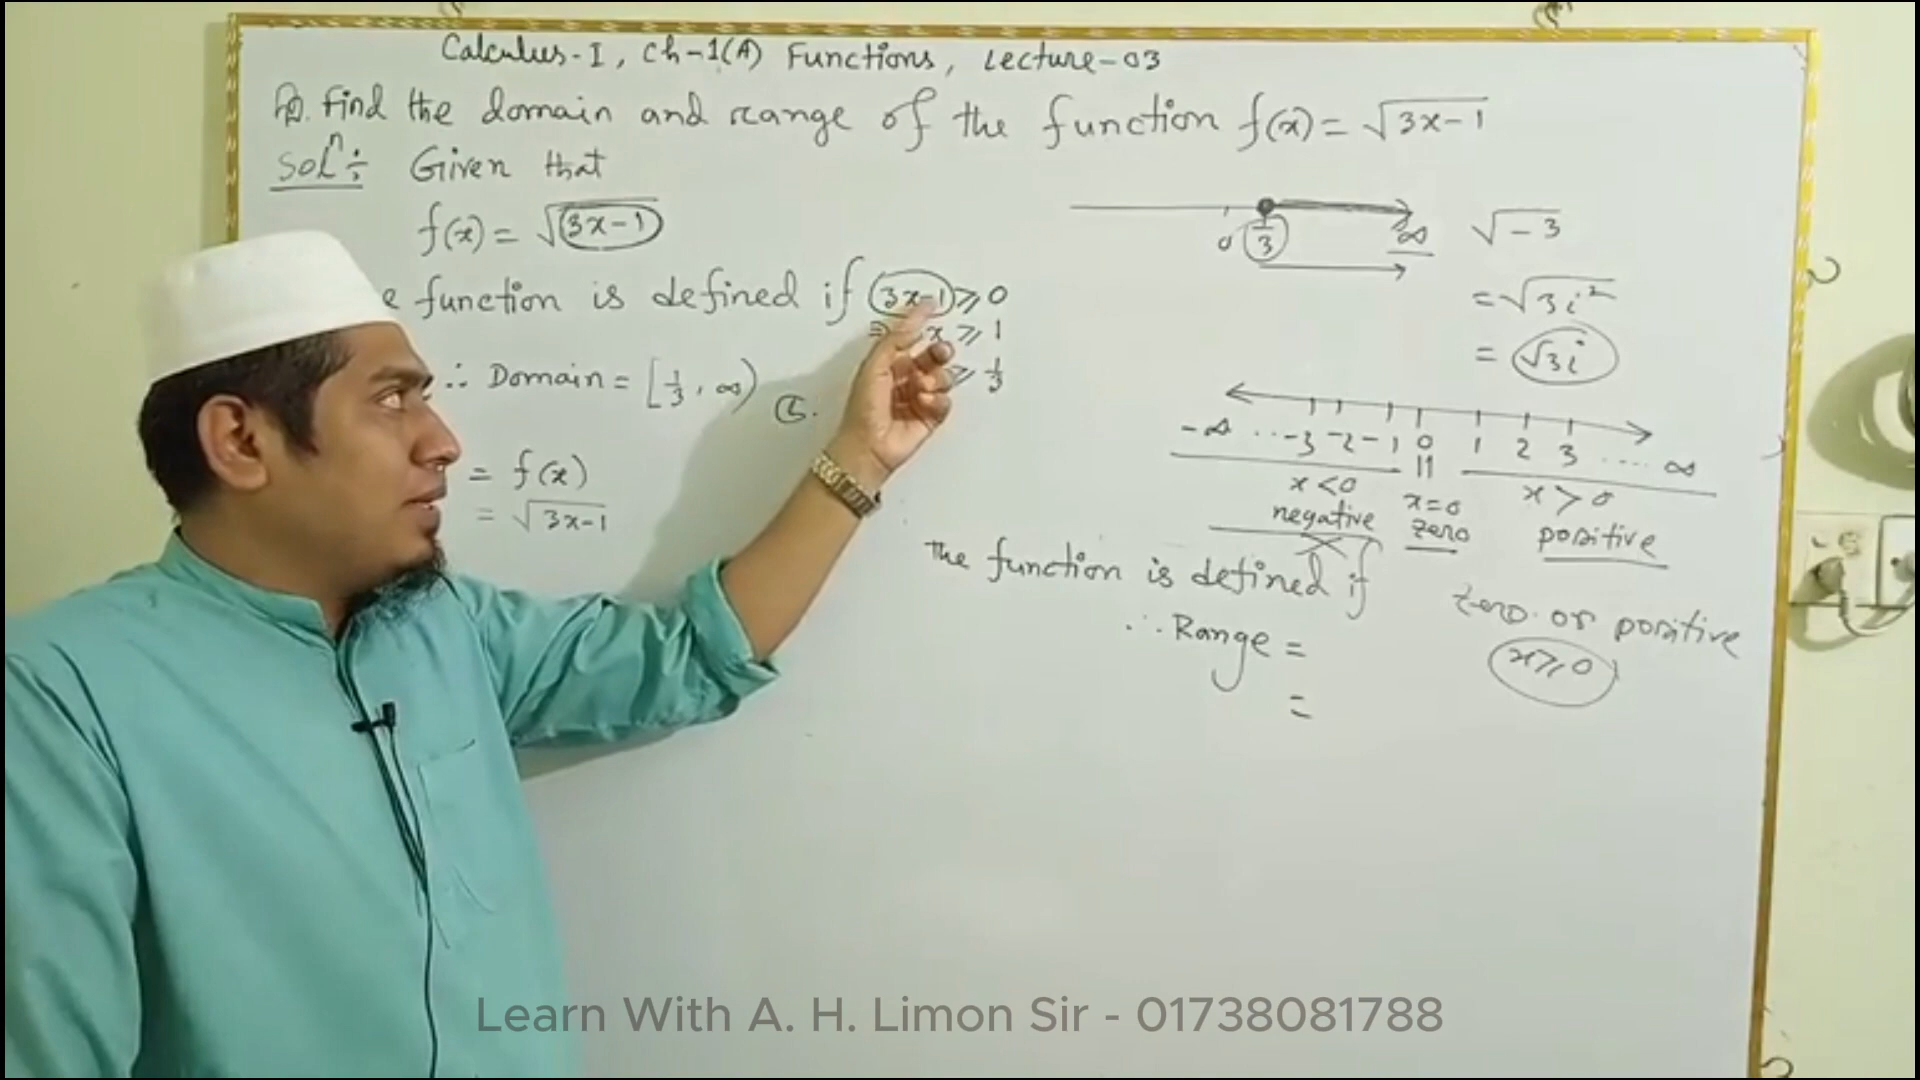 Calculus-I, Ch-1(A) Functions, Lecture-03
Find the domain and range of the function f(x) = √3x-1
Solⁿ: Given that
f(x) = √(3x-1)
e function is defined if (3x-1) ⩾ 0
⇒ x ⩾ 1
⩾ 1/3
∴ Domain = [1/3, ∞)
= f(x)
= √3x-1
0 1/3 ∞
√-3
= √3i²
= √3i
-∞ ... -3 -2 -1 0 1 2 3 .... ∞
x<0 x=0 x>0
negative zero positive
The function is defined if
zero or positive
x⩾0
∴ Range =
=
Learn With A. H. Limon Sir - 01738081788